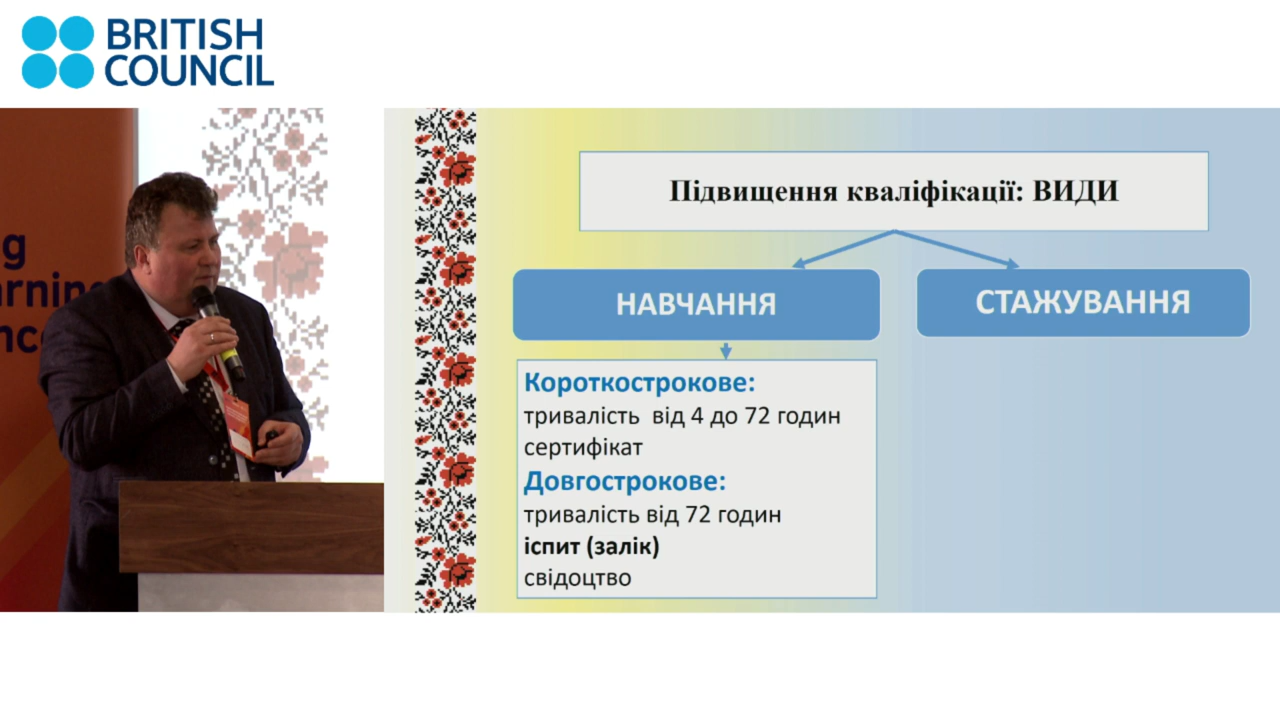 BRITISH
COUNCIL
Підвищення кваліфікації: ВИДИ
НАВЧАННЯ
СТАЖУВАННЯ
Короткострокове:
тривалість від 4 до 72 годин
сертифікат
Довгострокове:
тривалість від 72 годин
іспит (залік)
свідоцтво